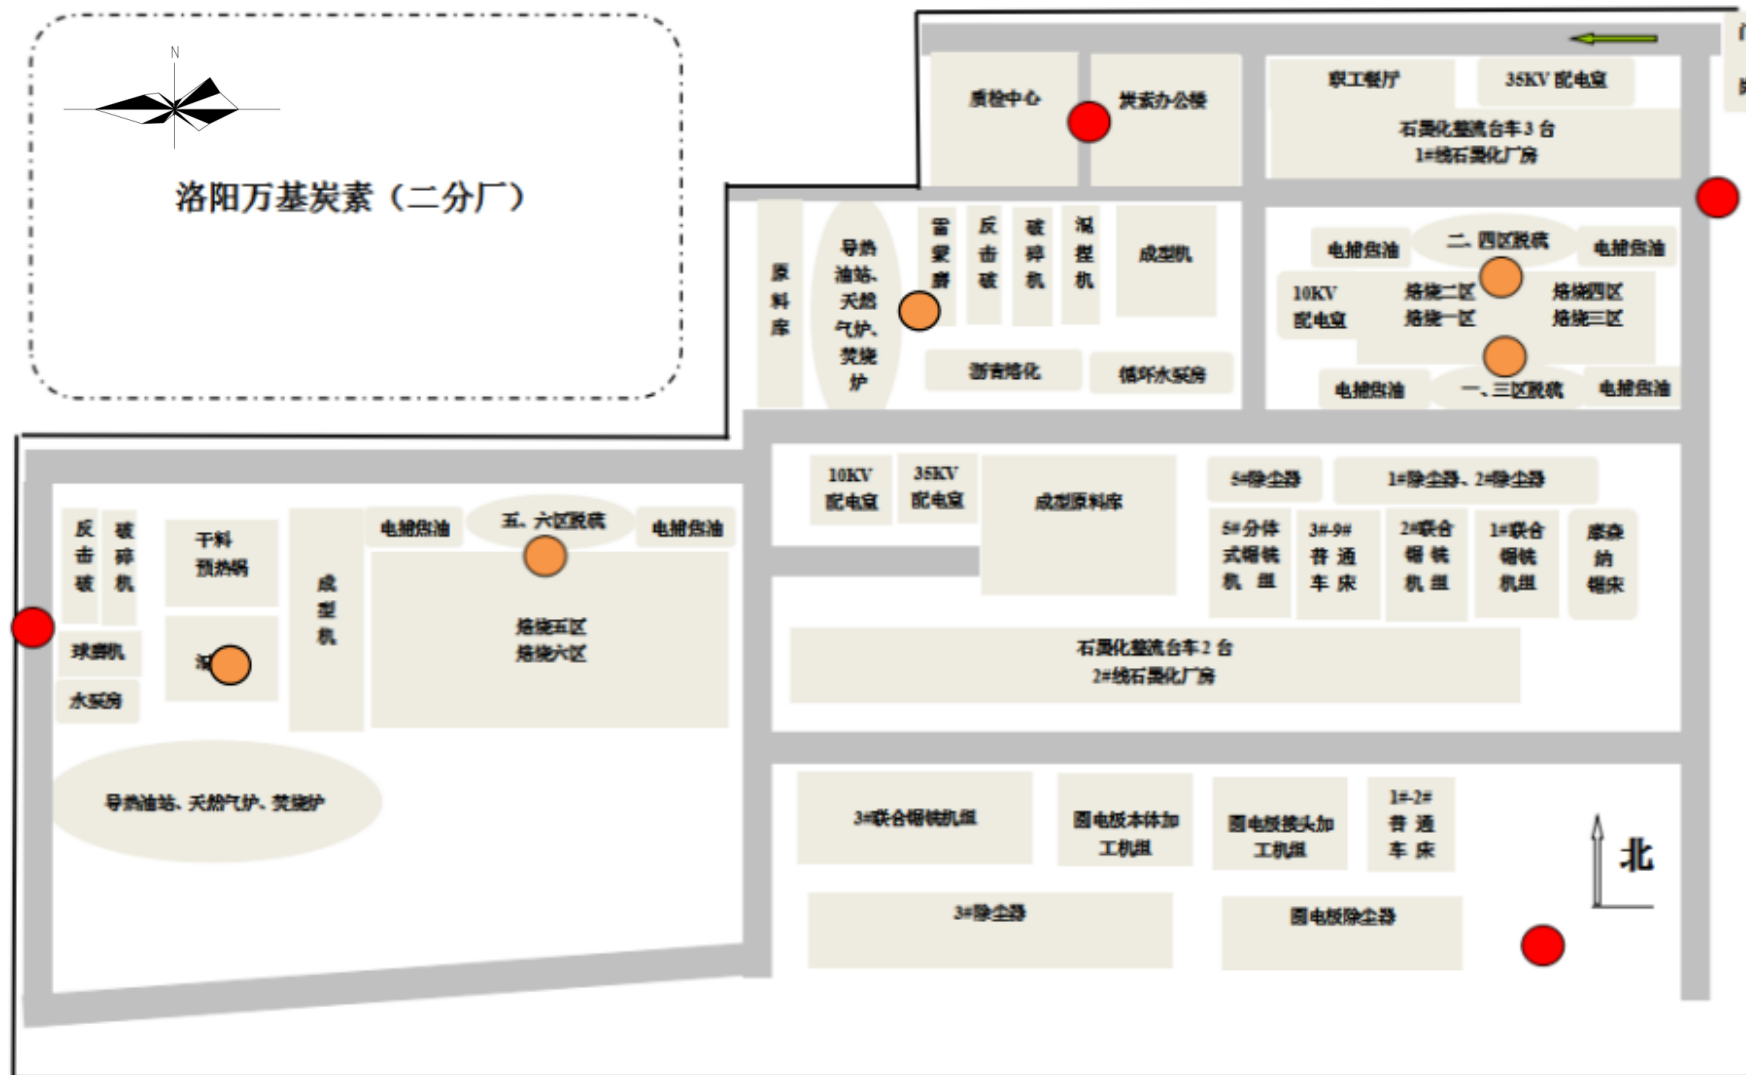 N
洛阳万基炭素（二分厂）
质检中心
炭素办公楼
职工餐厅
35KV 配电室
石墨化整流台车 3 台
1#线石墨化厂房
原料库
导热
油站、
天然
气炉、
焚烧
炉
雷蒙磨
反击破
破碎机
混捏机
成型机
沥青熔化
循环水泵房
电捕焦油
二、四区脱硫
电捕焦油
10KV
配电室
焙烧二区
焙烧一区
焙烧四区
焙烧三区
电捕焦油
一、三区脱硫
电捕焦油
反击破
破碎机
干料
预热锅
成型机
电捕焦油
五、六区脱硫
电捕焦油
焙烧五区
焙烧六区
球磨机
水泵房
导热油站、天然气炉、焚烧炉
10KV
配电室
35KV
配电室
成型原料库
5#除尘器
1#除尘器、2#除尘器
5#分体
式锯铣
机 组
3#-9#
普 通
车 床
2#联合
锯 铣
机 组
1#联合
锯铣
机组
摩森
纳
锯床
石墨化整流台车 2 台
2#线石墨化厂房
3#联合锯铣机组
圆电极本体加
工机组
圆电极接头加
工机组
1#-2#
普 通
车 床
3#除尘器
圆电极除尘器
北